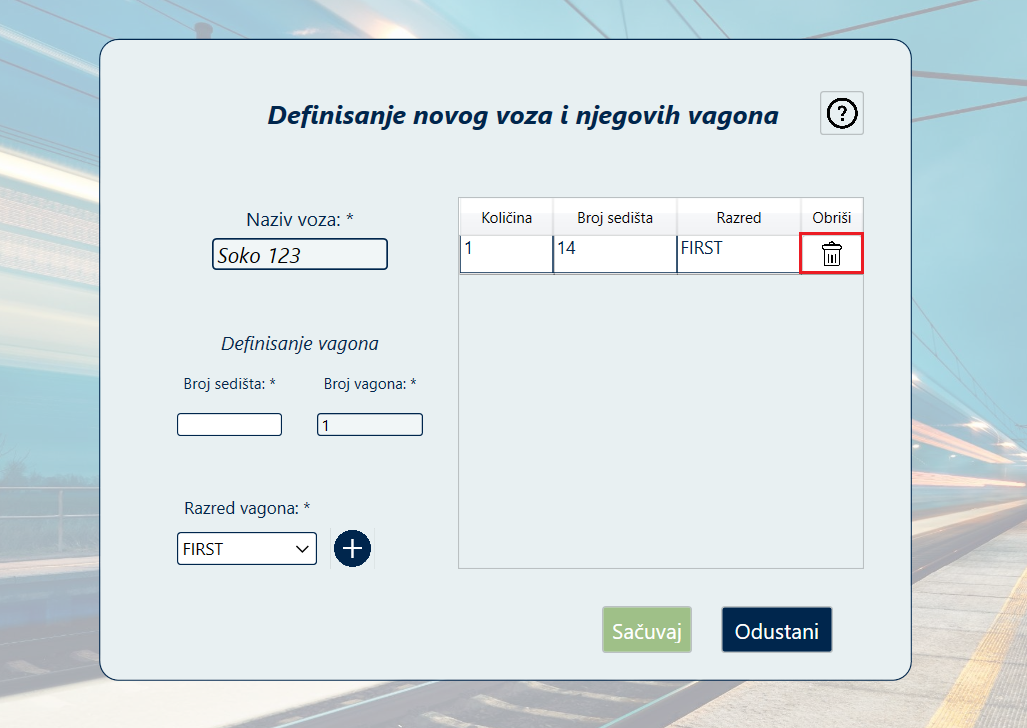 Definisanje novog voza i njegovih vagona
?
Naziv voza: *
Soko 123
Definisanje vagona
Broj sedišta: * Broj vagona: *
1
Razred vagona: *
FIRST
Količina Broj sedišta Razred Obriši
1 14 FIRST
Sačuvaj Odustani